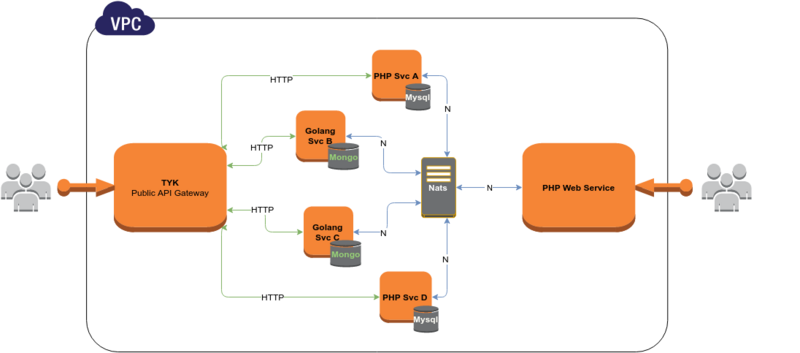 VPC
HTTP
PHP Svc A
Mysql
N
HTTP
Golang
Svc B
Mongo
N
TYK
Public API Gateway
Nats
N
PHP Web Service
HTTP
Golang
Svc C
Mongo
N
N
HTTP
PHP Svc D
Mysql